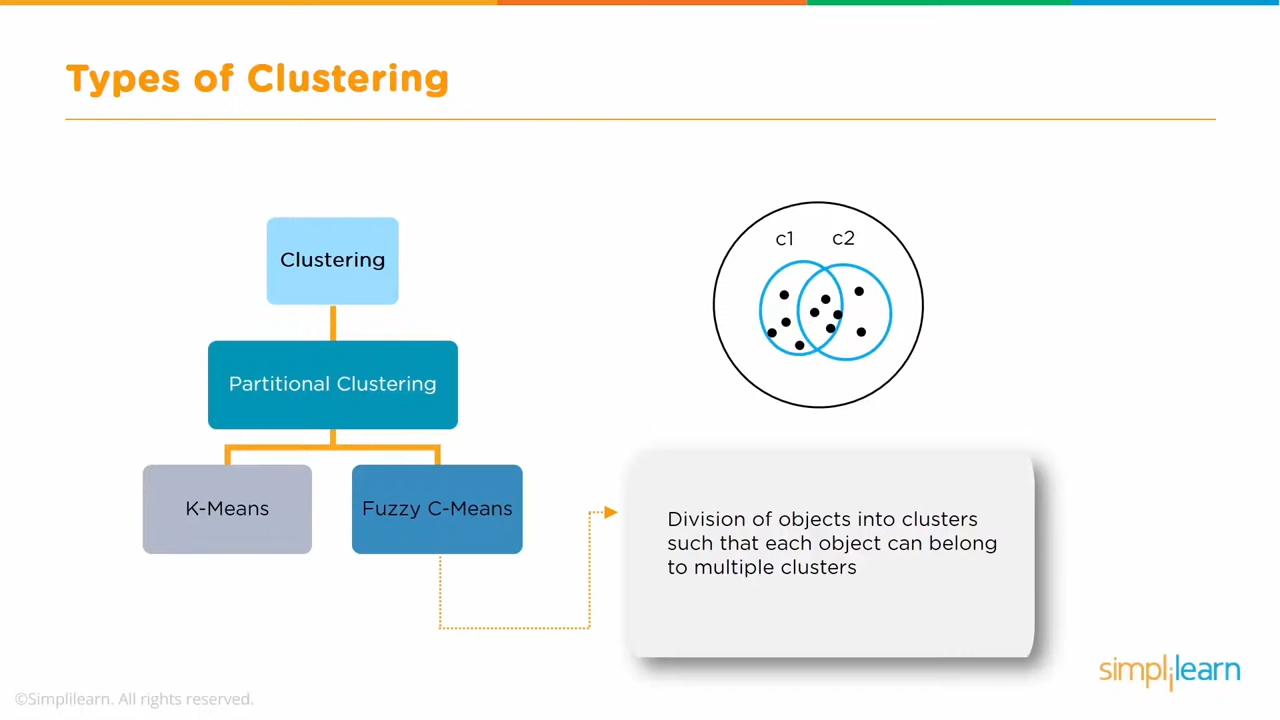 Types of Clustering
Clustering
Partitional Clustering
K-Means
Fuzzy C-Means
c1
c2
Division of objects into clusters
such that each object can belong
to multiple clusters
simplilearn
©Simplilearn. All rights reserved.